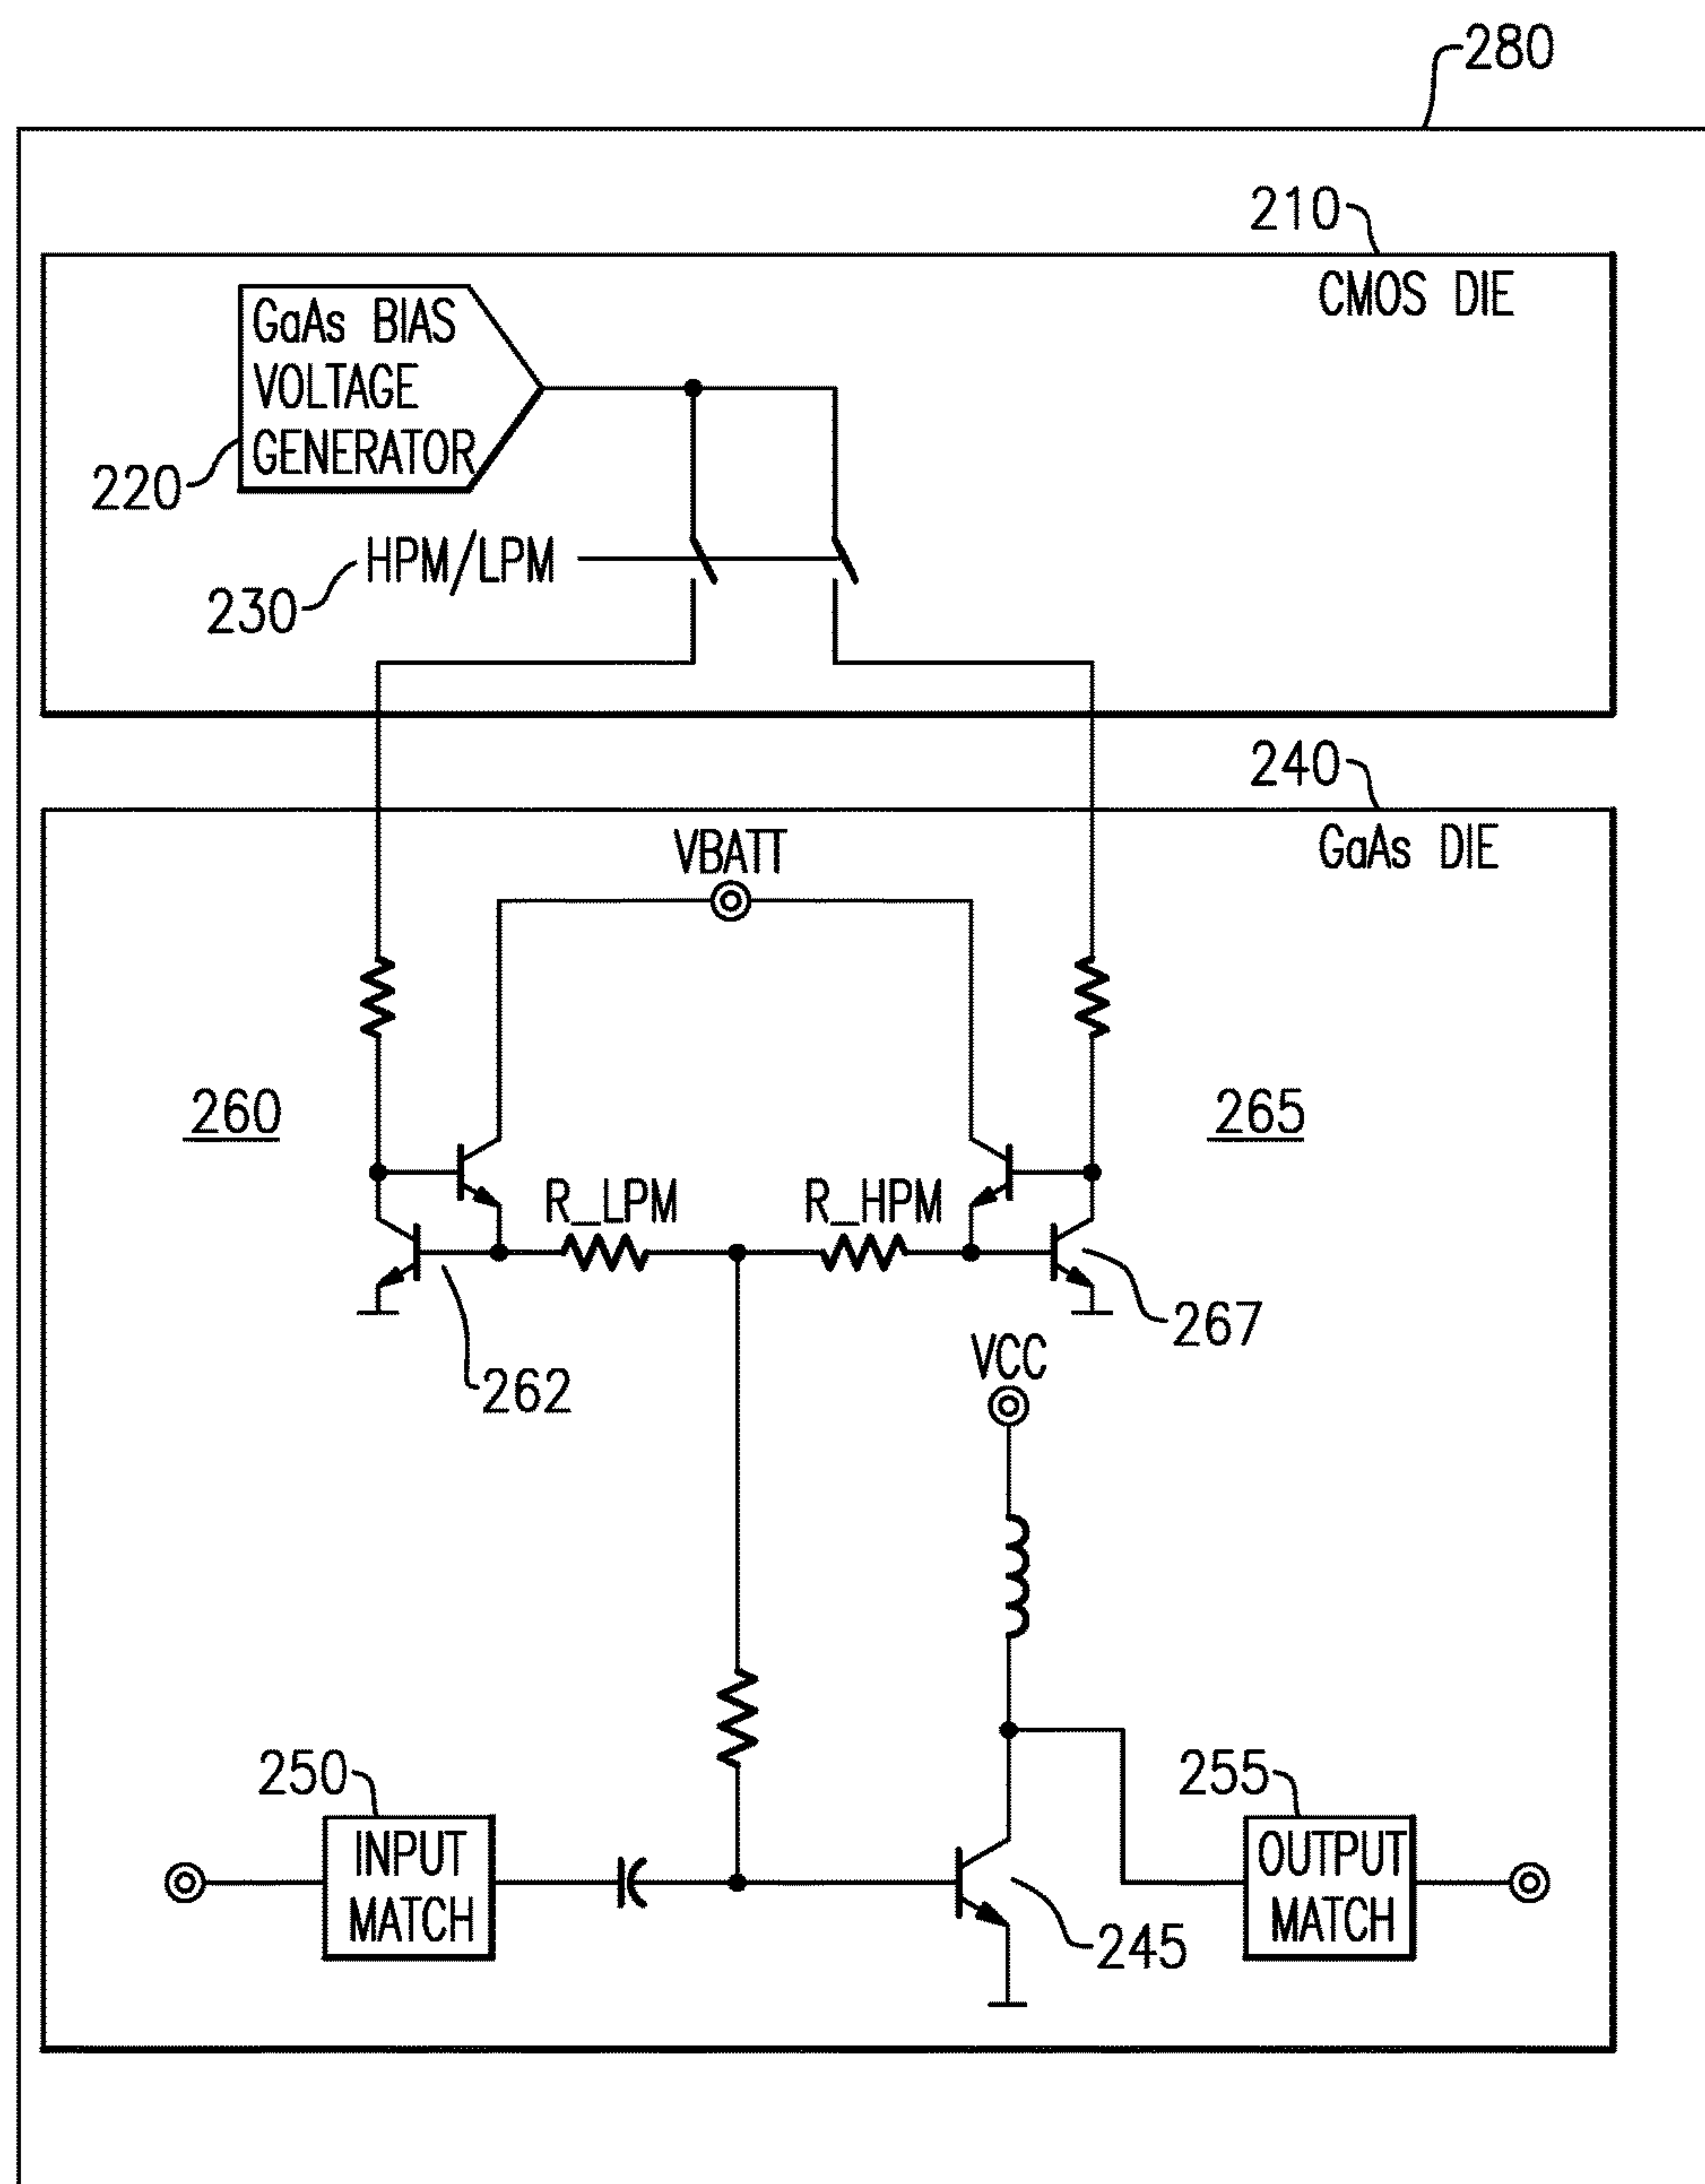 280
210
CMOS DIE
GaAs BIAS
VOLTAGE
GENERATOR
220
HPM/LPM
230
240
GaAs DIE
VBATT
260
265
R_LPM
R_HPM
267
262
VCC
250
255
INPUT
MATCH
OUTPUT
MATCH
245